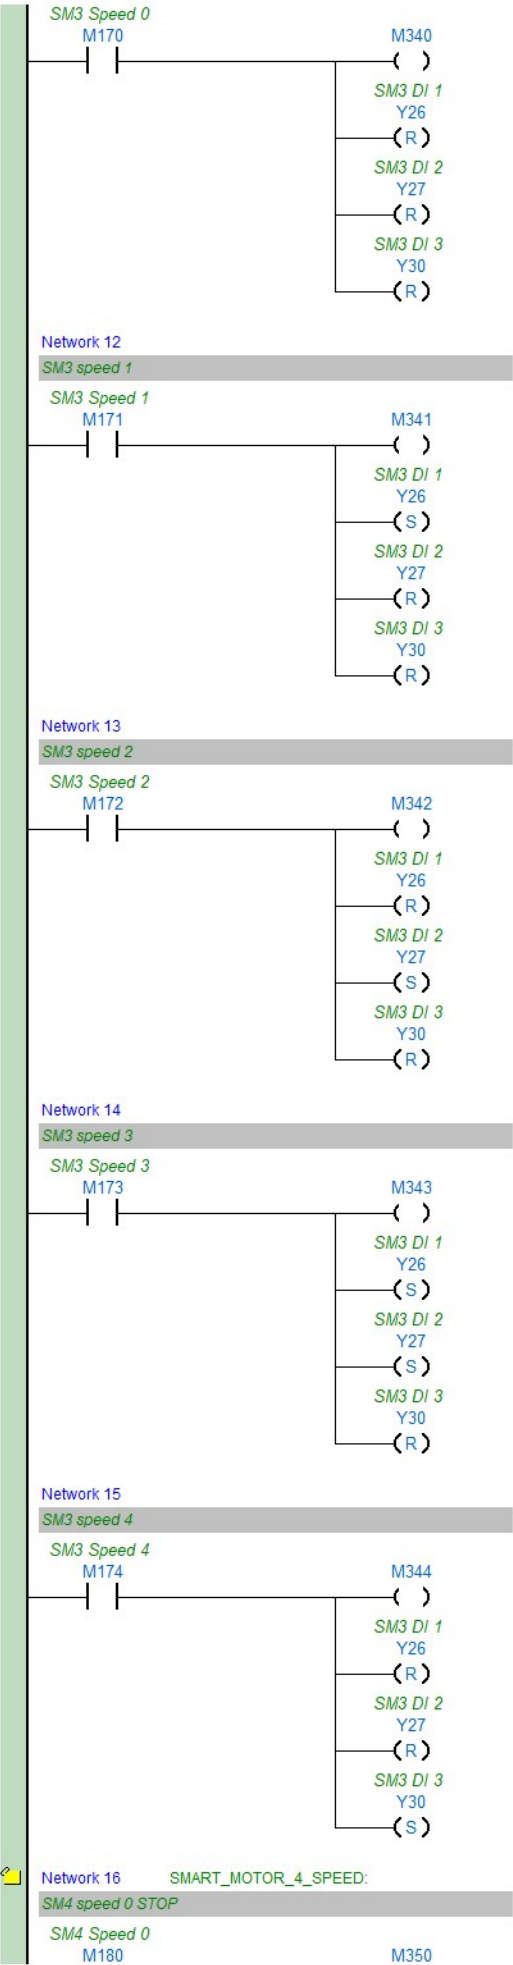 SM3 Speed 0
M170 M340
( )
SM3 DI 1
Y26
(R)
SM3 DI 2
Y27
(R)
SM3 DI 3
Y30
(R)
Network 12
SM3 speed 1
SM3 Speed 1
M171 M341
( )
SM3 DI 1
Y26
(S)
SM3 DI 2
Y27
(R)
SM3 DI 3
Y30
(R)
Network 13
SM3 speed 2
SM3 Speed 2
M172 M342
( )
SM3 DI 1
Y26
(R)
SM3 DI 2
Y27
(S)
SM3 DI 3
Y30
(R)
Network 14
SM3 speed 3
SM3 Speed 3
M173 M343
( )
SM3 DI 1
Y26
(S)
SM3 DI 2
Y27
(S)
SM3 DI 3
Y30
(R)
Network 15
SM3 speed 4
SM3 Speed 4
M174 M344
( )
SM3 DI 1
Y26
(R)
SM3 DI 2
Y27
(R)
SM3 DI 3
Y30
(S)
Network 16 SMART_MOTOR_4_SPEED:
SM4 speed 0 STOP
SM4 Speed 0
M180 M350